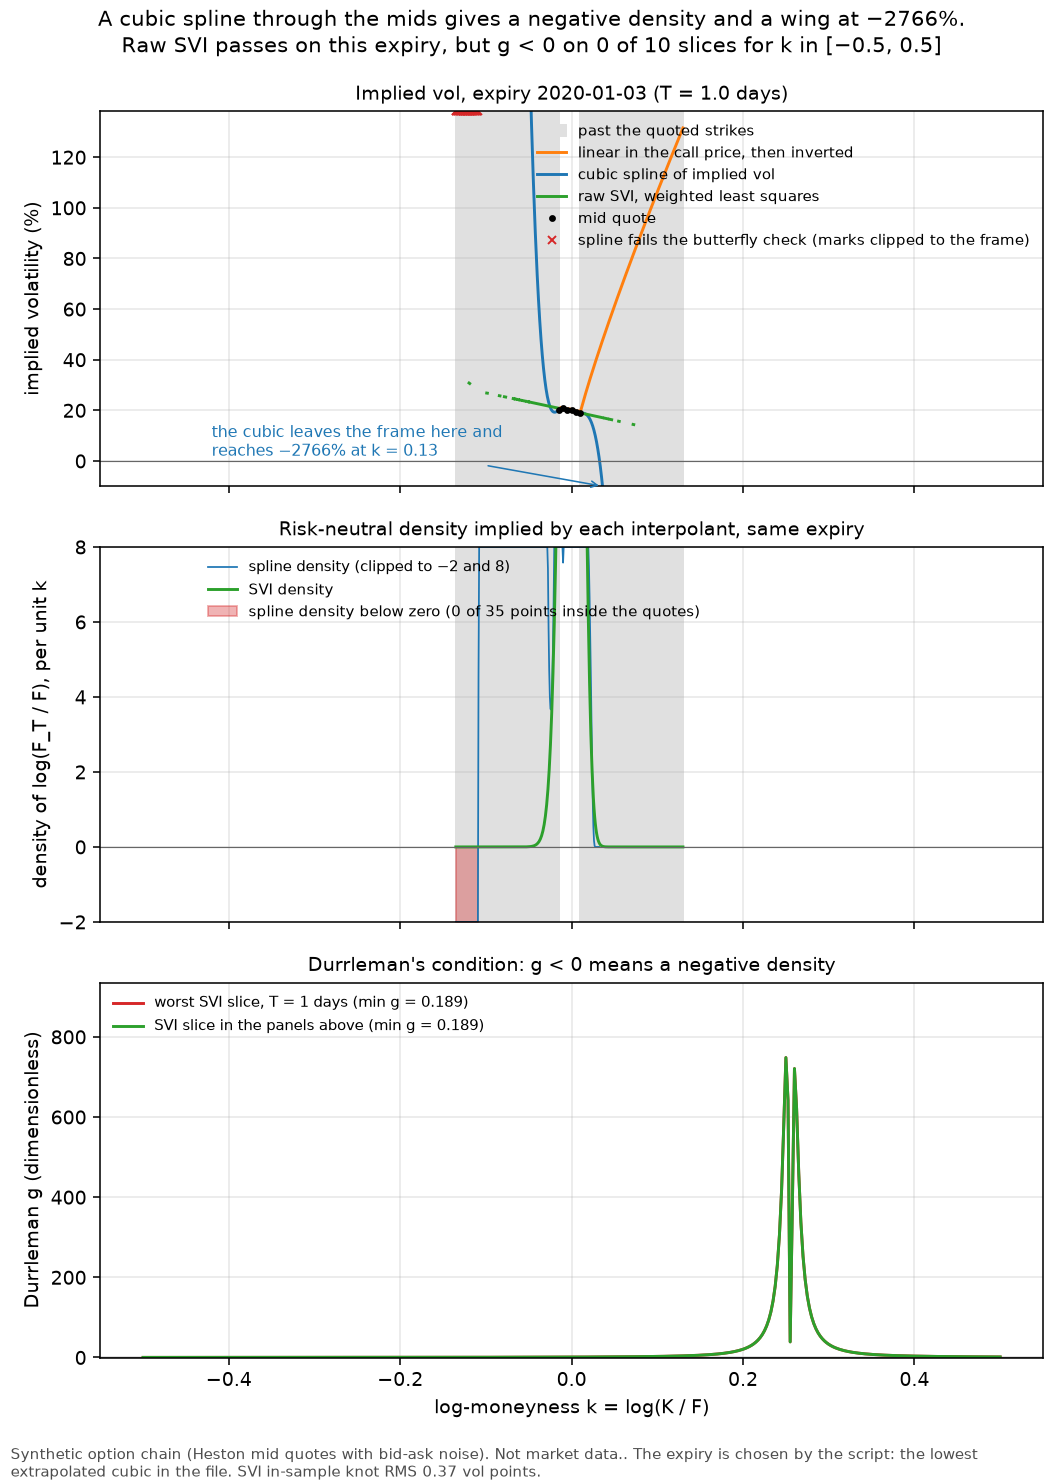 A cubic spline through the mids gives a negative density and a wing at −2766%.
Raw SVI passes on this expiry, but g < 0 on 0 of 10 slices for k in [−0.5, 0.5]
Implied vol, expiry 2020-01-03 (T = 1.0 days)
implied volatility (%)
120
100
80
60
40
20
0
past the quoted strikes
linear in the call price, then inverted
cubic spline of implied vol
raw SVI, weighted least squares
mid quote
spline fails the butterfly check (marks clipped to the frame)
the cubic leaves the frame here and
reaches −2766% at k = 0.13
Risk-neutral density implied by each interpolant, same expiry
density of log(F_T / F), per unit k
8
6
4
2
0
−2
spline density (clipped to −2 and 8)
SVI density
spline density below zero (0 of 35 points inside the quotes)
Durrleman's condition: g < 0 means a negative density
Durrleman g (dimensionless)
800
600
400
200
0
worst SVI slice, T = 1 days (min g = 0.189)
SVI slice in the panels above (min g = 0.189)
−0.4 −0.2 0.0 0.2 0.4
log-moneyness k = log(K / F)
Synthetic option chain (Heston mid quotes with bid-ask noise). Not market data.. The expiry is chosen by the script: the lowest
extrapolated cubic in the file. SVI in-sample knot RMS 0.37 vol points.